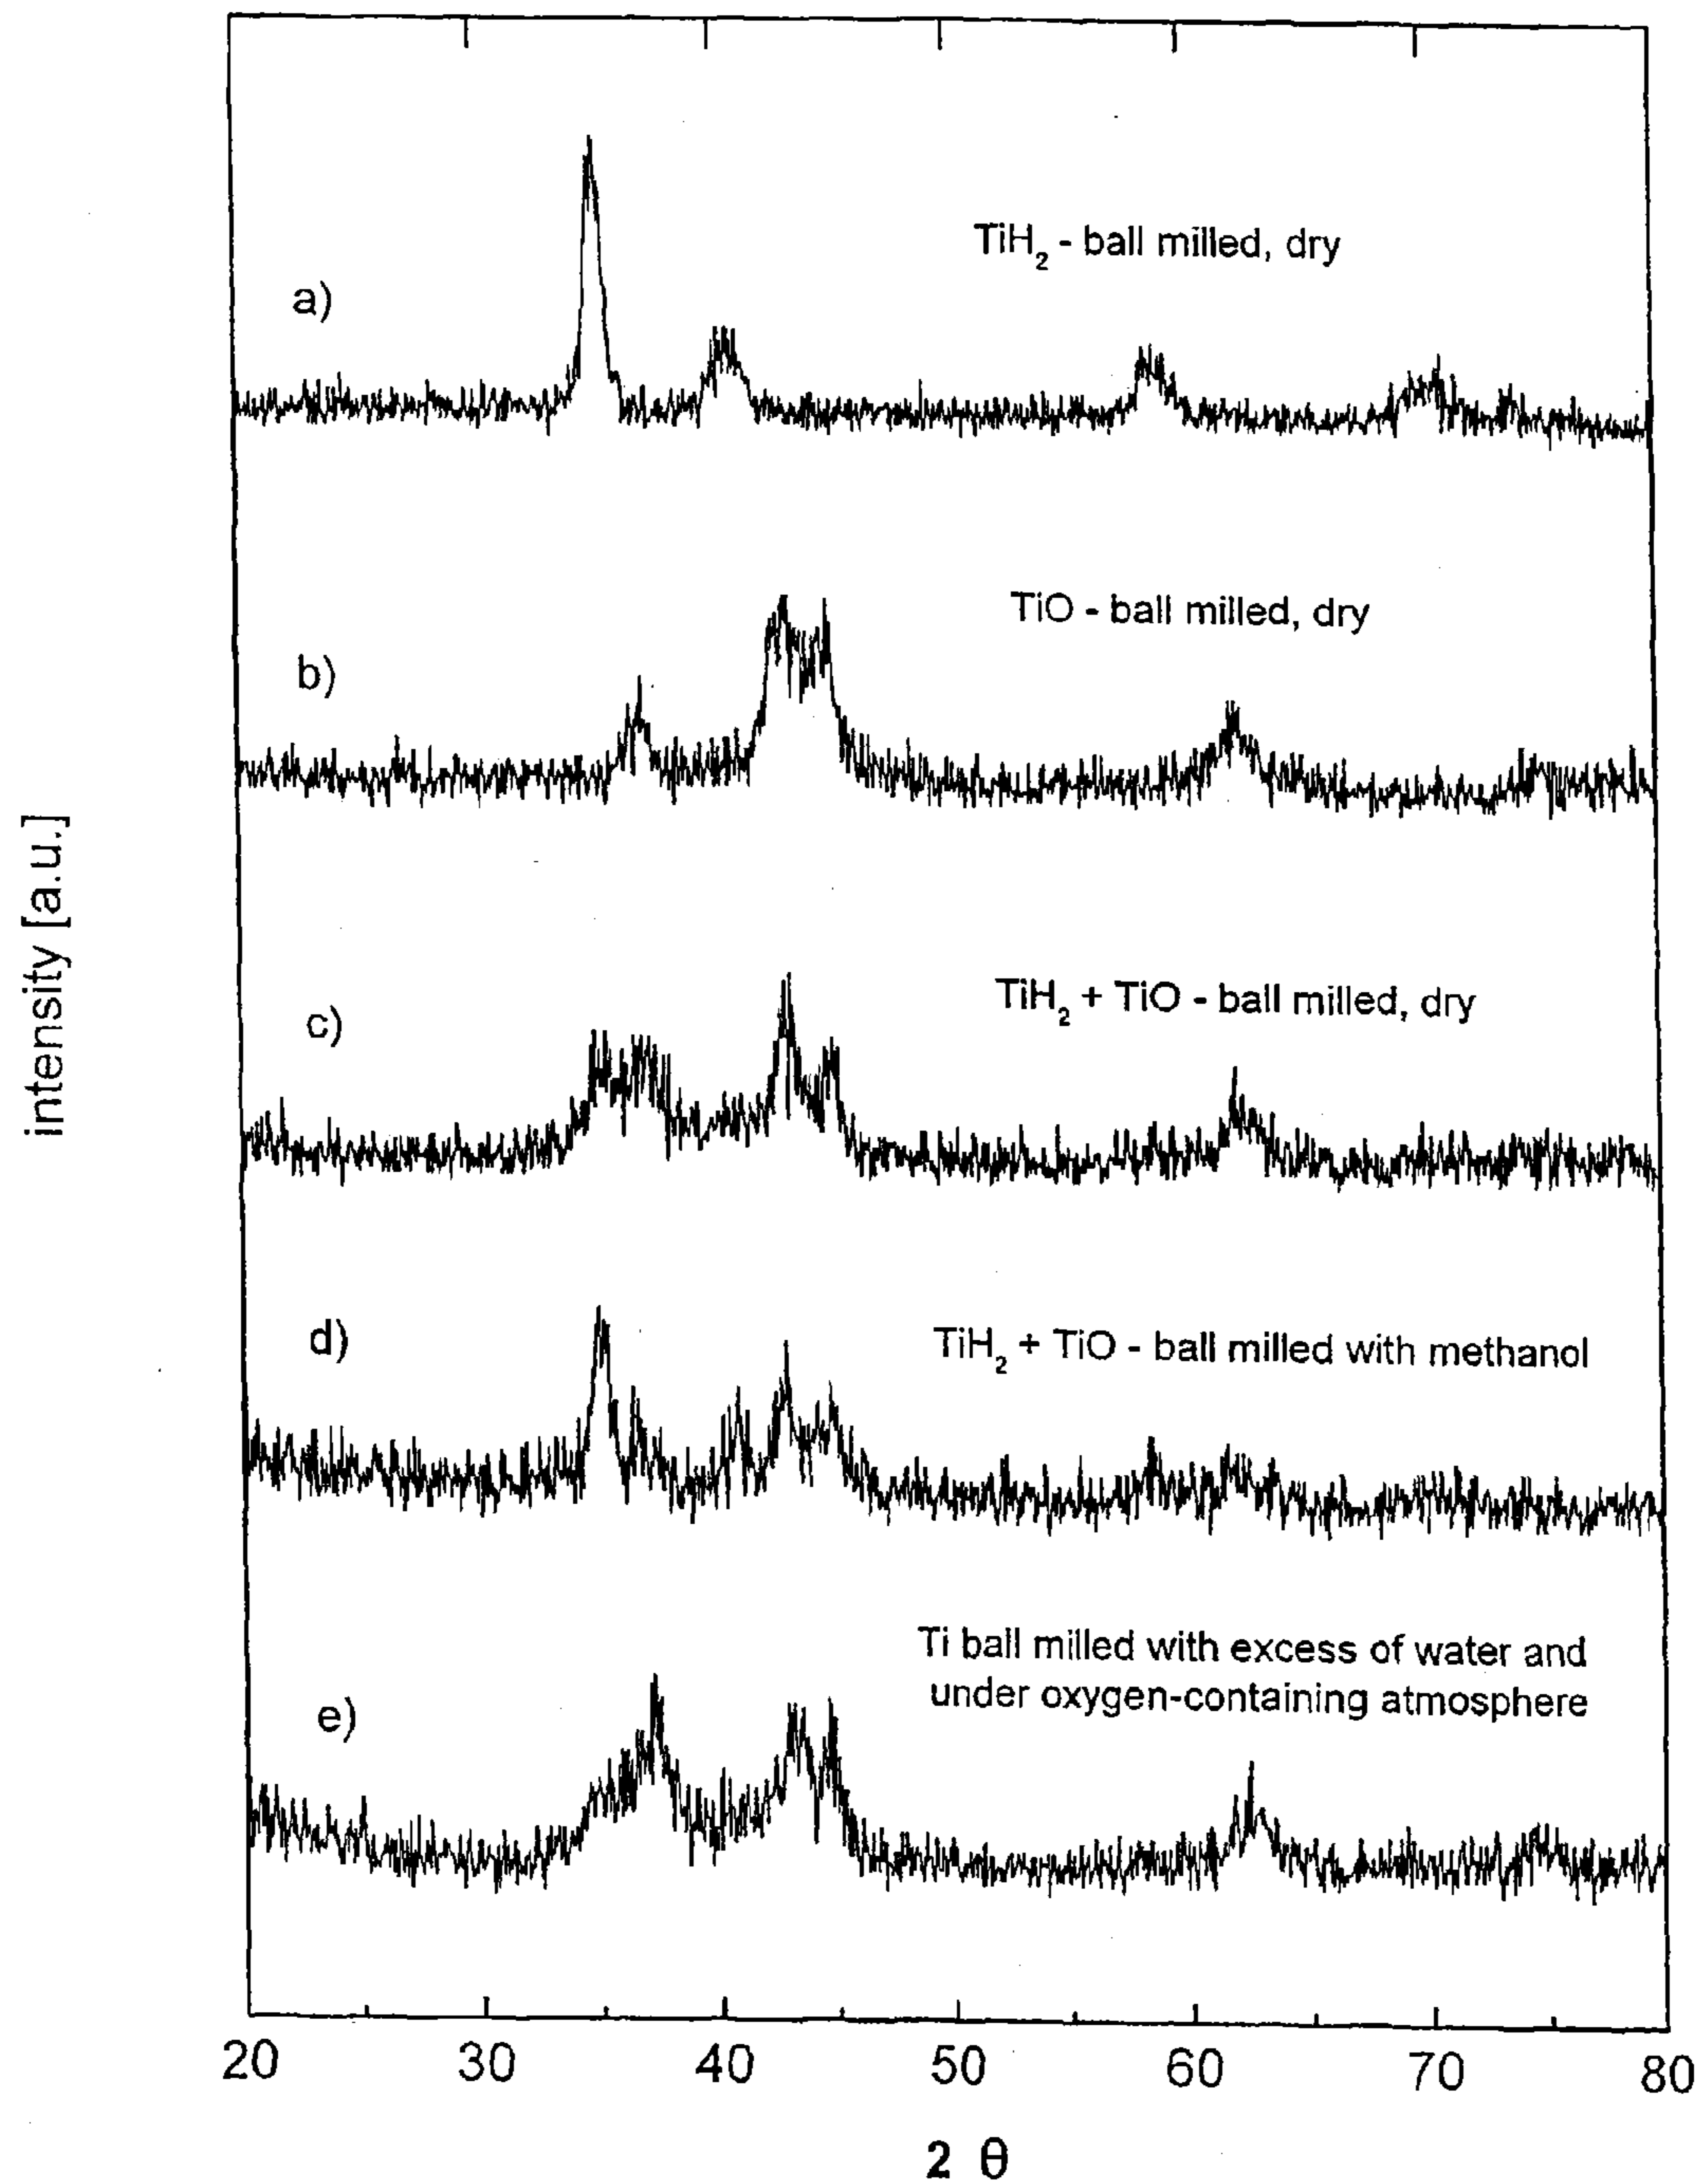 a)
TiH₂ - ball milled, dry
b)
TiO - ball milled, dry
c)
TiH₂ + TiO - ball milled, dry
d)
TiH₂ + TiO - ball milled with methanol
e)
Ti ball milled with excess of water and
under oxygen-containing atmosphere
intensity [a.u.]
20 30 40 50 60 70 80
2 θ